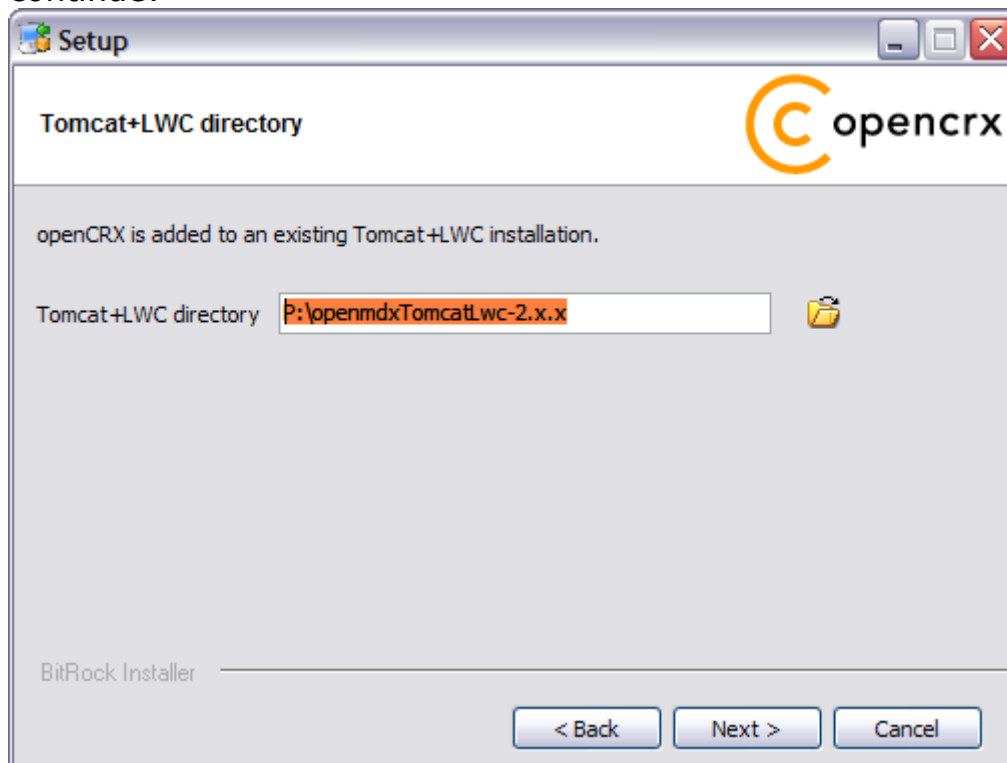 continue.
Setup
Tomcat+LWC directory
opencrx
openCRX is added to an existing Tomcat+LWC installation.
Tomcat+LWC directory P:\openmdxTomcatLwc-2.x.x
BitRock Installer
< Back Next > Cancel